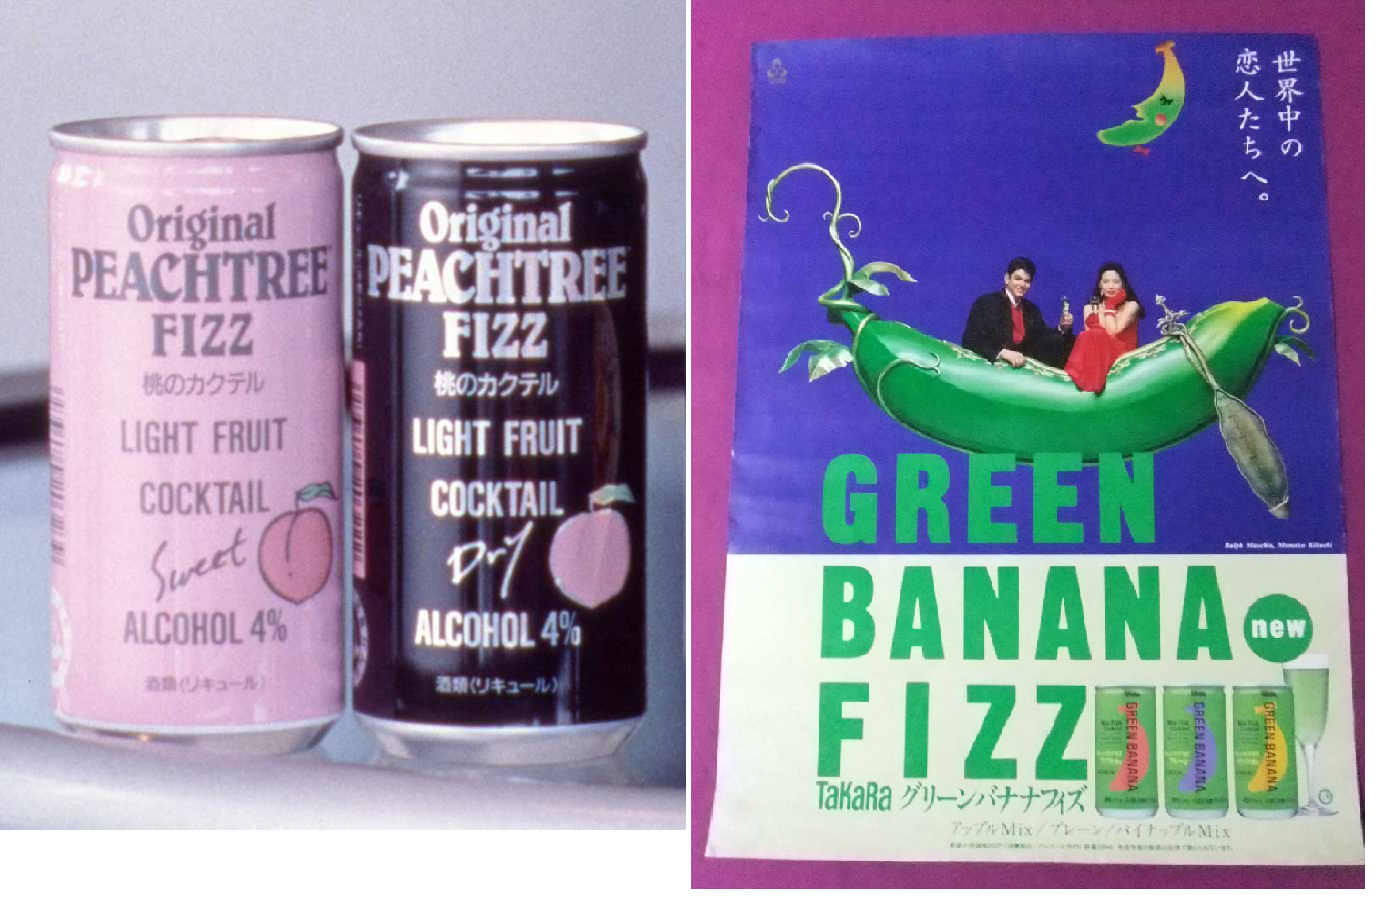 Original
PEACHTREE
FIZZ
桃のカクテル
LIGHT FRUIT
COCKTAIL
Sweet
ALCOHOL 4%
酒類(リキュール)
Original
PEACHTREE
FIZZ
桃のカクテル
LIGHT FRUIT
COCKTAIL
Dry
ALCOHOL 4%
酒類(リキュール)
世界中の
恋人たちへ。
GREEN
Ralph Macchio, Momoko Kikuchi
BANANA
new
FIZZ
GREEN BANANA
GREEN BANANA
GREEN BANANA
TaKaRa グリーンバナナフィズ
アップルMix/プレーン/パイナップルMix